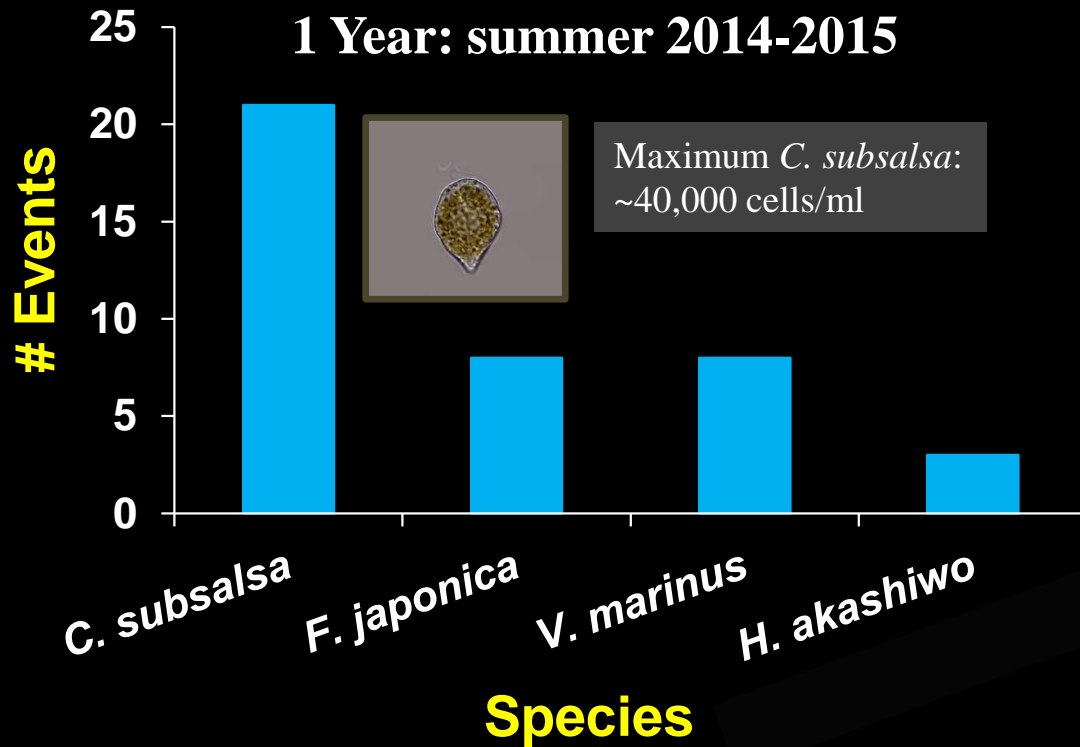 1 Year: summer 2014-2015
25
20
15
10
5
0
# Events
Maximum C. subsalsa:
~40,000 cells/ml
C. subsalsa
F. japonica
V. marinus
H. akashiwo
Species